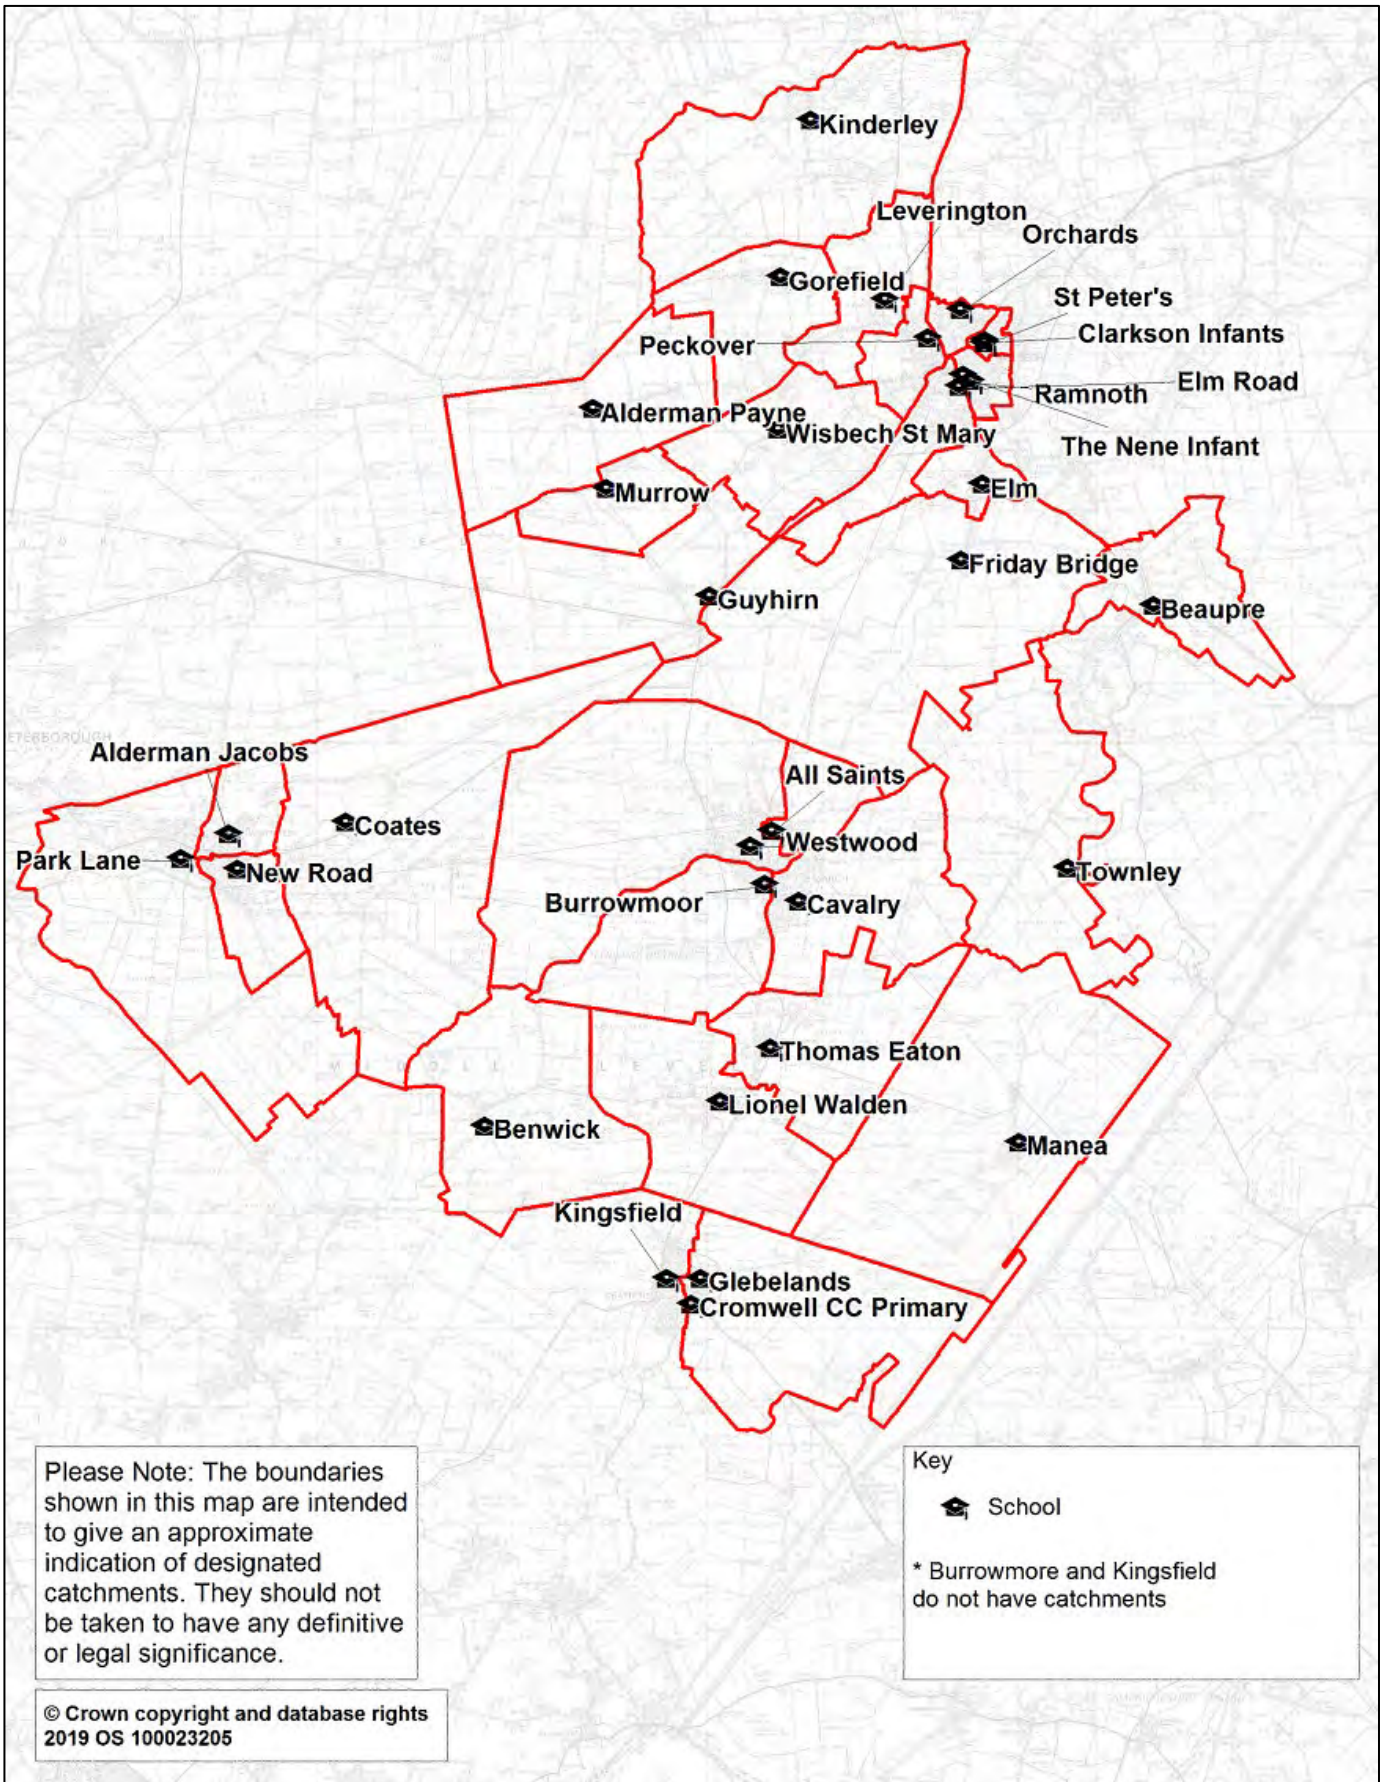 Kinderley
Leverington
Orchards
Gorefield
St Peter's
Clarkson Infants
Peckover
Elm Road
Ramnoth
Alderman Payne
Wisbech St Mary
The Nene Infant
Murrow
Elm
Friday Bridge
Guyhirn
Beaupre
Alderman Jacobs
All Saints
Coates
Westwood
Park Lane
New Road
Townley
Burrowmoor
Cavalry
Thomas Eaton
Lionel Walden
Benwick
Manea
Kingsfield
Glebelands
Cromwell CC Primary
Please Note: The boundaries
shown in this map are intended
to give an approximate
indication of designated
catchments. They should not
be taken to have any definitive
or legal significance.
Key
School
* Burrowmore and Kingsfield
do not have catchments
© Crown copyright and database rights
2019 OS 100023205